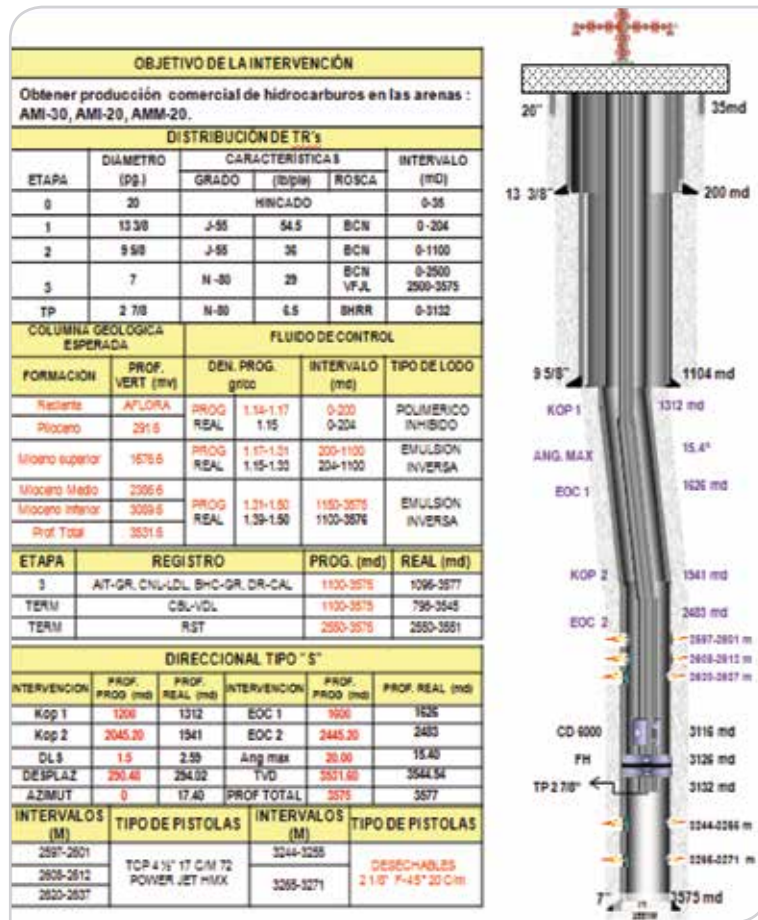 OBJETIVO DE LA INTERVENCIÓN
Obtener producción comercial de hidrocarburos en las arenas :
AMI-30, AMI-20, AMM-20.
DISTRIBUCIÓN DE TR's
ETAPA DIAMETRO (pg.) CARACTERÍSTICAS INTERVALO (mD)
GRADO (lb/pie) ROSCA
0 20 HINCADO 0-35
1 13 3/8 J-55 54.5 BCN 0 -204
2 9 5/8 J-55 36 BCN 0-1100
3 7 N -80 29 BCN 0-2500
VFJL 2500-3575
TP 2 7/8 N-80 6.5 8HRR 0-3132
COLUMNA GEOLOGICA ESPERADA FLUIDO DE CONTROL
FORMACIÓN PROF. VERT (mv) DEN. PROG. gr/cc INTERVALO (md) TIPO DE LODO
Reciente AFLORA PROG 1.14-1.17 0-200 POLIMERICO
Plioceno 291.6 REAL 1.15 0-204 INHIBIDO
Mioceno superior 1676.6 PROG 1.17-1.31 200-1100 EMULSION
REAL 1.15-1.33 204-1100 INVERSA
Mioceno Medio 2306.6
Mioceno Inferior 3089.6 PROG 1.31-1.50 1150-3575 EMULSION
Prof. Total 3531.6 REAL 1.39-1.50 1100-3576 INVERSA
ETAPA REGISTRO PROG. (md) REAL (md)
3 AIT-GR, CNL-LDL, BHC-GR, DR-CAL 1100-3575 1096-3577
TERM CBL-VDL 1100-3575 795-3545
TERM RST 2550-3575 2550-3551
DIRECCIONAL TIPO " S"
INTERVENCION PROF. PROG (md) PROF. REAL (md) INTERVENCION PROF. PROG (md) PROF. REAL (md)
Kop 1 1200 1312 EOC 1 1600 1626
Kop 2 2045.20 1941 EOC 2 2445.20 2483
DLS 1.5 2.59 Ang max 20.00 15.40
DESPLAZ 290.40 294.02 TVD 3531.60 3544.54
AZIMUT 0 17.40 PROF TOTAL 3575 3577
INTERVALOS (M) TIPO DE PISTOLAS INTERVALOS (M) TIPO DE PISTOLAS
2597-2601 TCP 4 ½" 17 C/M 72 3244-3255 DESECHABLES
2608-2612 POWER JET HMX 3265-3271 2 1/8" F-45° 20 C/m
2620-2637
20" 35md
13 3/8" 200 md
9 5/8" 1104 md
KOP 1 1312 md
ANG. MAX 15.4°
EOC 1 1626 md
KOP 2 1941 md
EOC 2 2483 md
2597-2601 m
2608-2612 m
2620-2637 m
CD 6000 3116 md
FH 3126 md
TP 2 7/8" 3132 md
3265-3271 m
7" 3575 md